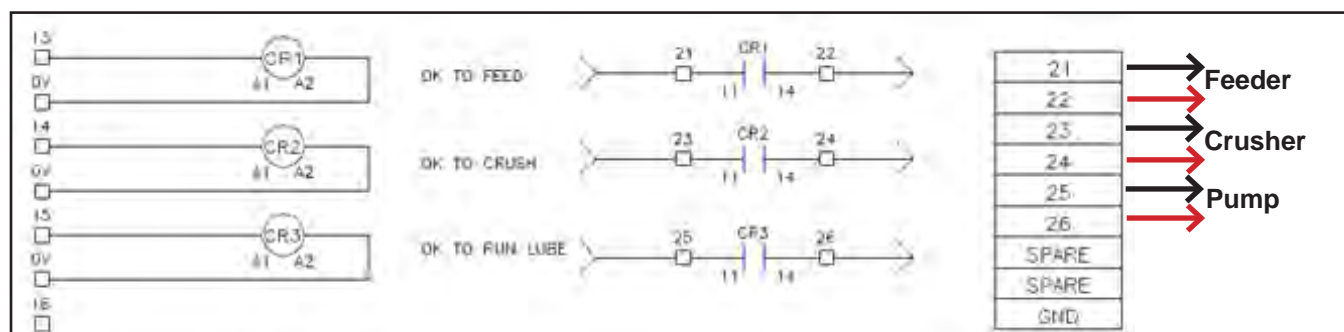 13
CR1
0V
A1 A2
14
CR2
0V
A1 A2
15
CR3
0V
A1 A2
16
OK TO FEED
21 CR1 22
11 14
OK TO CRUSH
23 CR2 24
11 14
OK TO RUN LUBE
25 CR3 26
11 14
21
22
23
24
25
26
SPARE
SPARE
GND
Feeder
Crusher
Pump